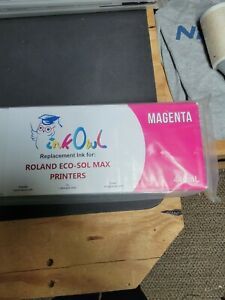 inkOwl
Replacement Ink for:
ROLAND ECO-SOL MAX
PRINTERS
MAGENTA